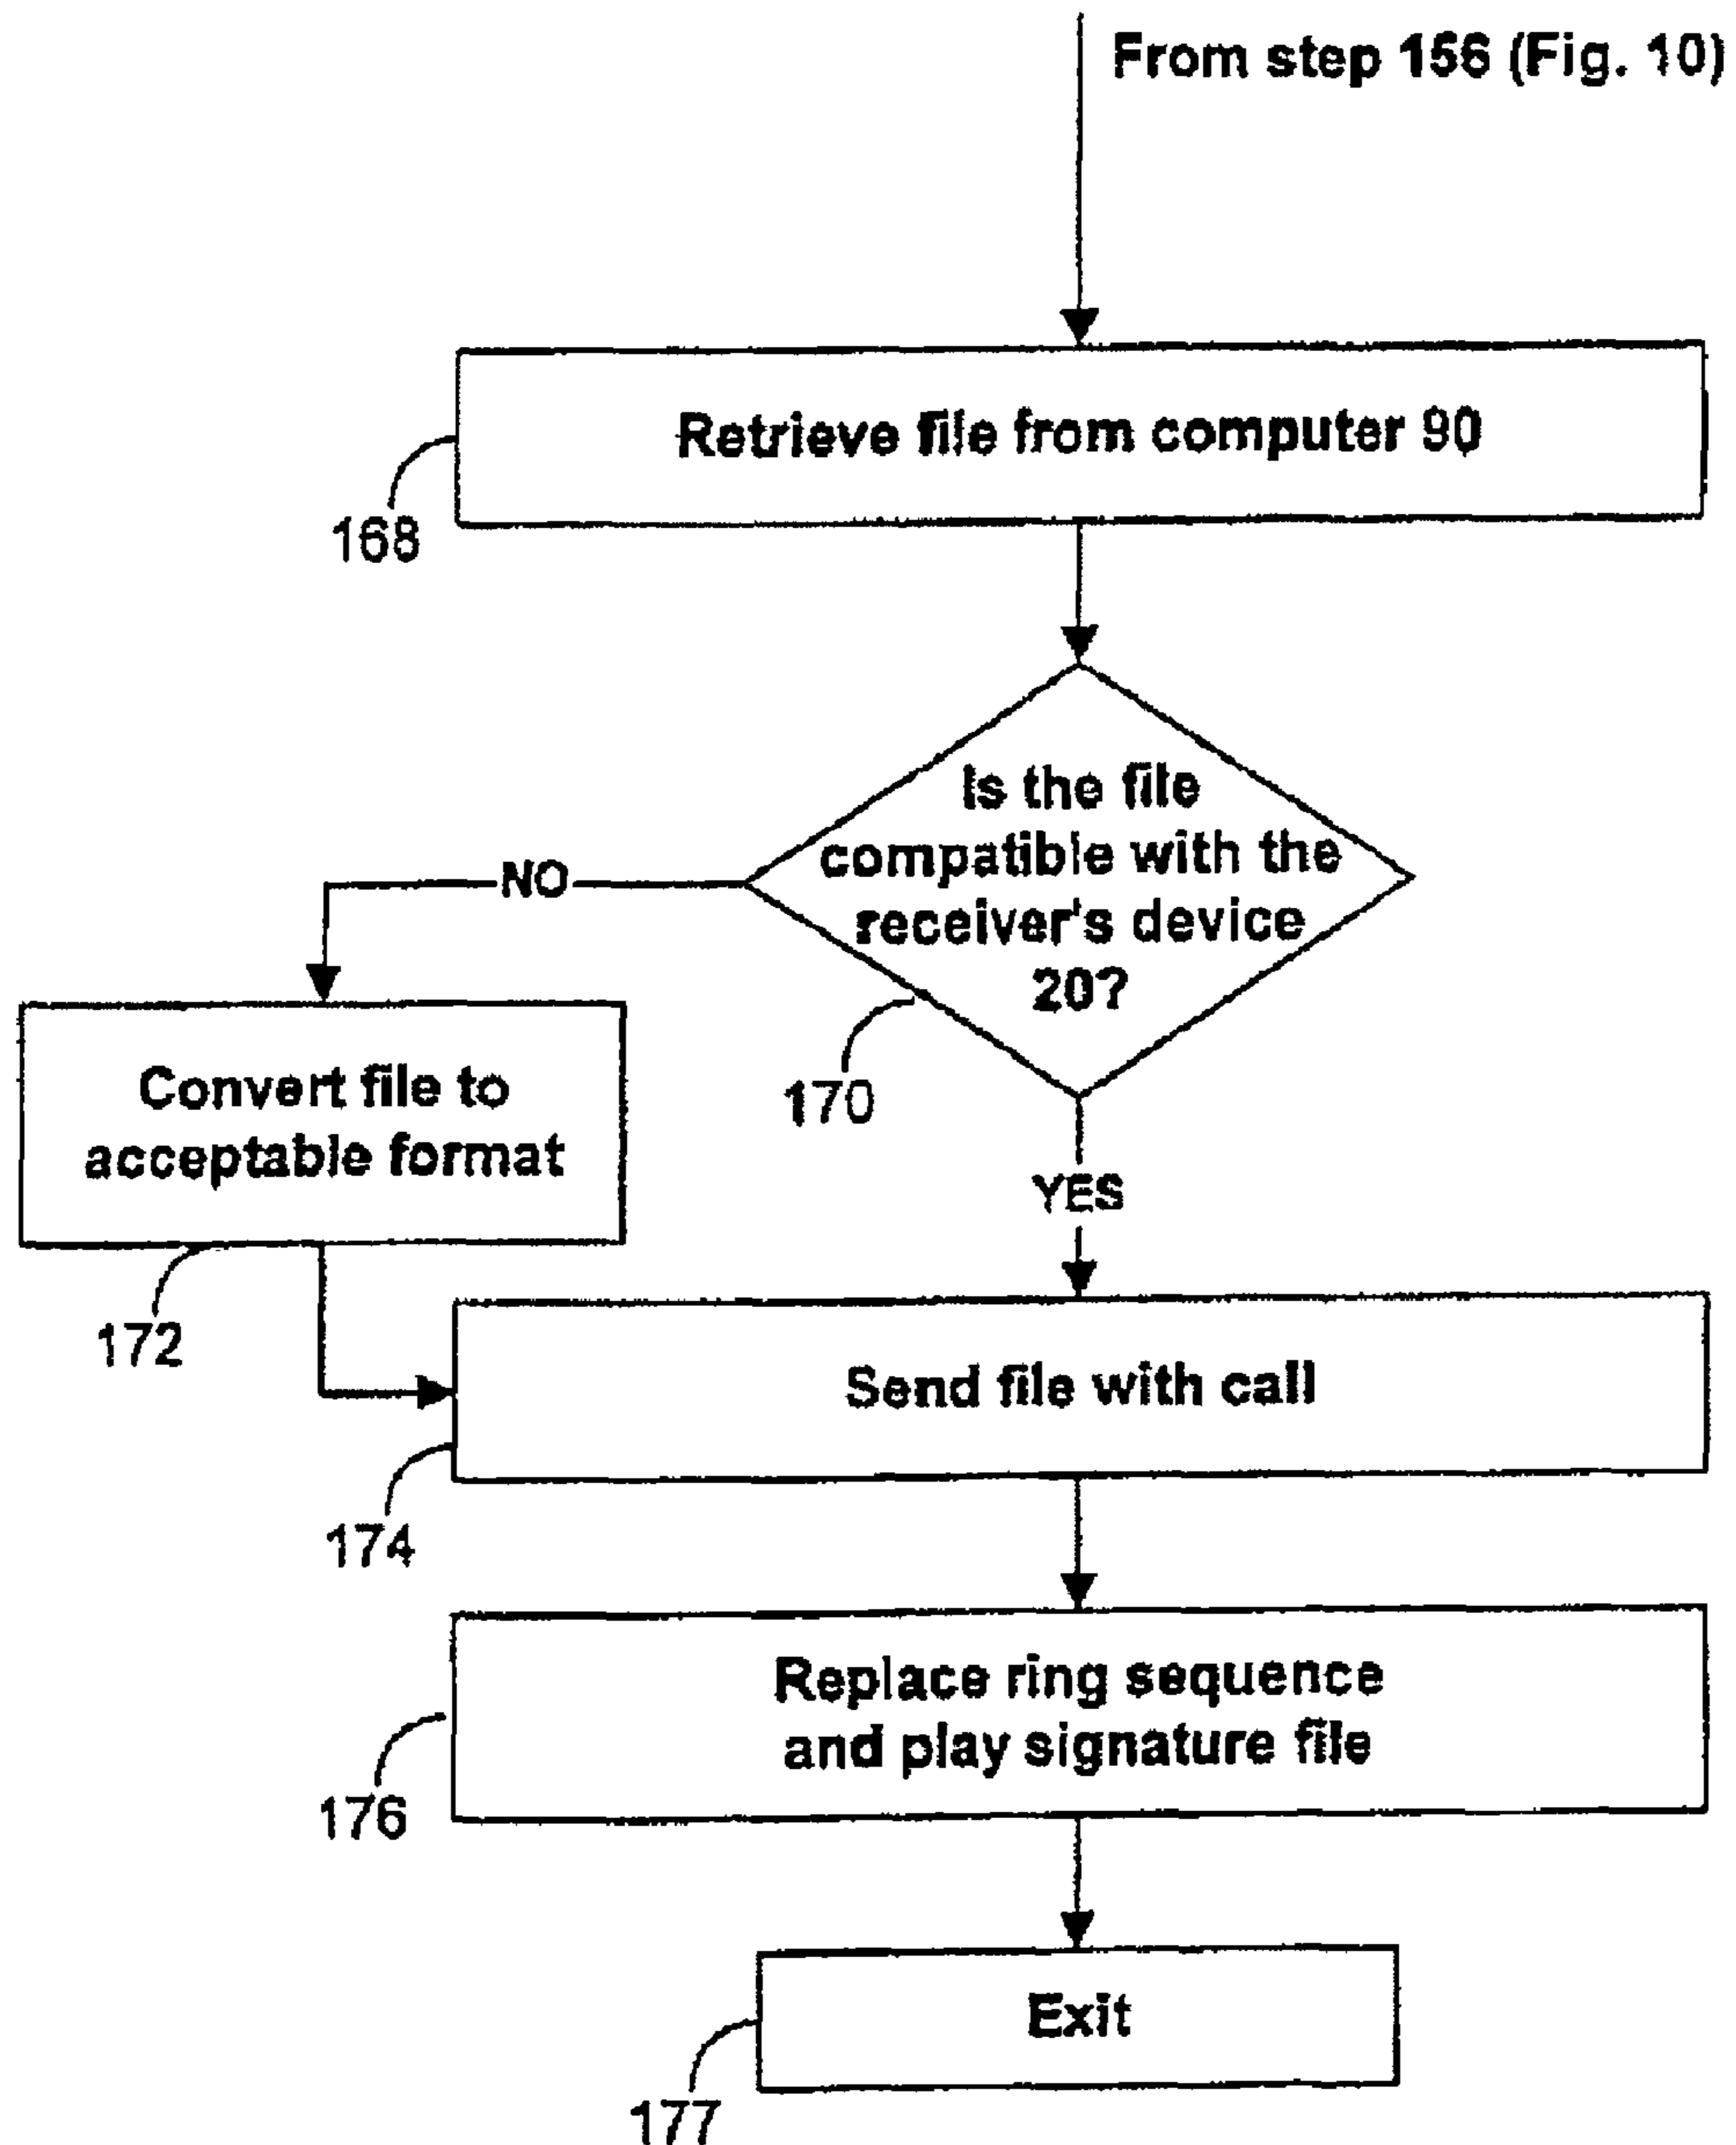 From step 156 (Fig. 10)
Retrieve file from computer 90
168
Is the file
compatible with the
receiver's device
20?
170
NO
Convert file to
acceptable format
172
YES
Send file with call
174
Replace ring sequence
and play signature file
176
Exit
177